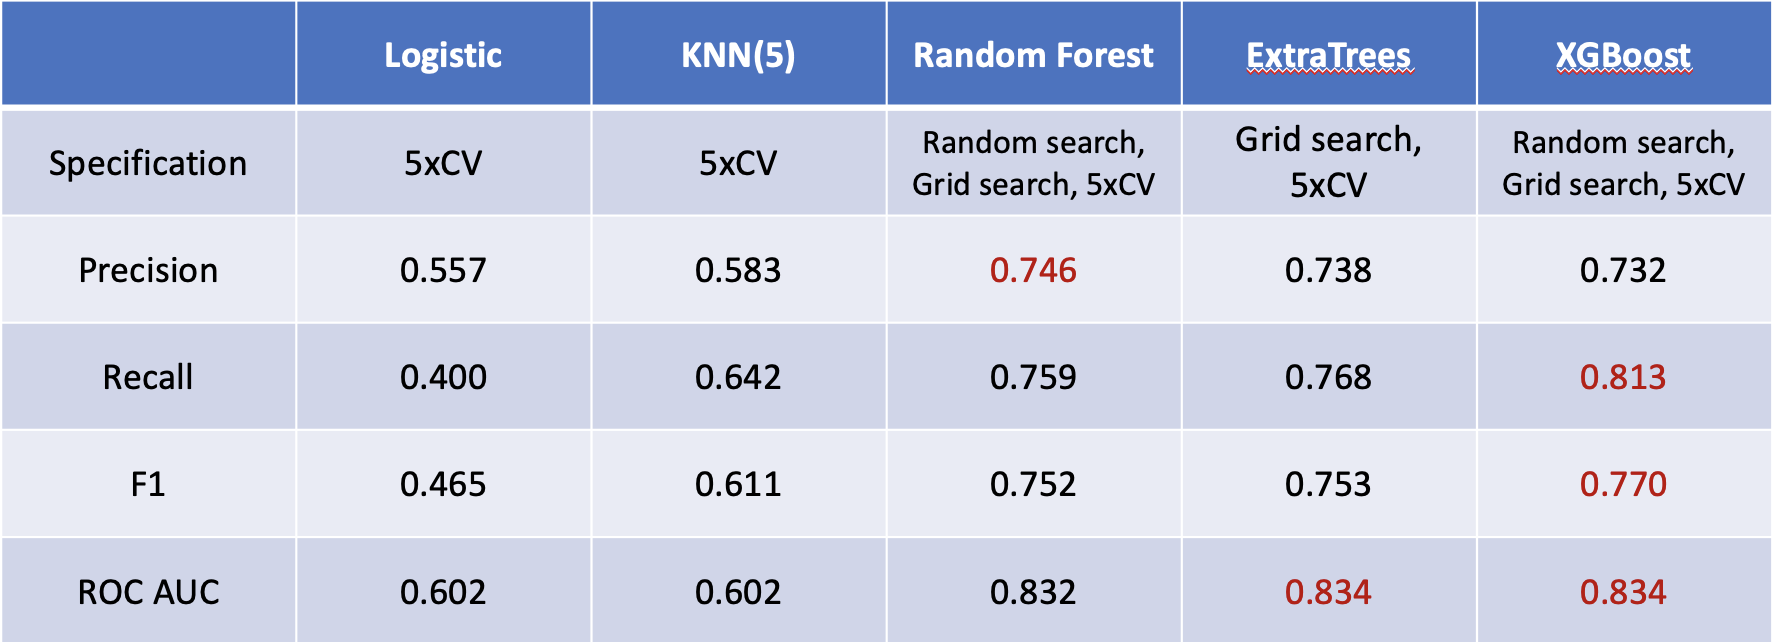 Logistic KNN(5) Random Forest ExtraTrees XGBoost
Specification 5xCV 5xCV Random search, Grid search, 5xCV Grid search, 5xCV Random search, Grid search, 5xCV
Precision 0.557 0.583 0.746 0.738 0.732
Recall 0.400 0.642 0.759 0.768 0.813
F1 0.465 0.611 0.752 0.753 0.770
ROC AUC 0.602 0.602 0.832 0.834 0.834